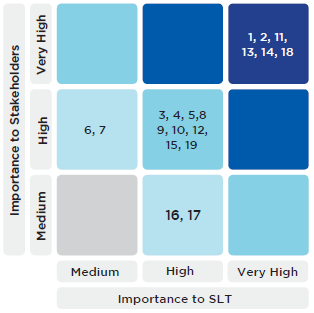 Importance to Stakeholders
Very High
1, 2, 11,
13, 14, 18
High
6, 7
3, 4, 5,8
9, 10, 12,
15, 19
Medium
16, 17
Medium
High
Very High
Importance to SLT